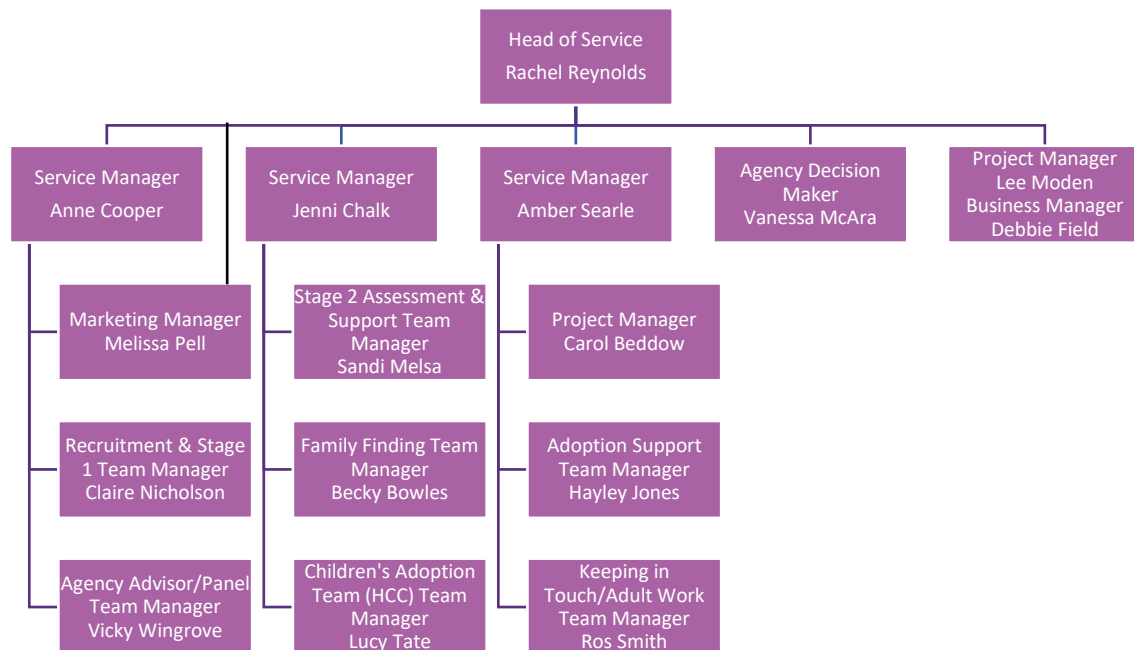 Head of Service
Rachel Reynolds
Service Manager
Anne Cooper
Service Manager
Jenni Chalk
Service Manager
Amber Searle
Agency Decision
Maker
Vanessa McAra
Project Manager
Lee Moden
Business Manager
Debbie Field
Marketing Manager
Melissa Pell
Stage 2 Assessment &
Support Team
Manager
Sandi Melsa
Project Manager
Carol Beddow
Recruitment & Stage
1 Team Manager
Claire Nicholson
Family Finding Team
Manager
Becky Bowles
Adoption Support
Team Manager
Hayley Jones
Agency Advisor/Panel
Team Manager
Vicky Wingrove
Children's Adoption
Team (HCC) Team
Manager
Lucy Tate
Keeping in
Touch/Adult Work
Team Manager
Ros Smith